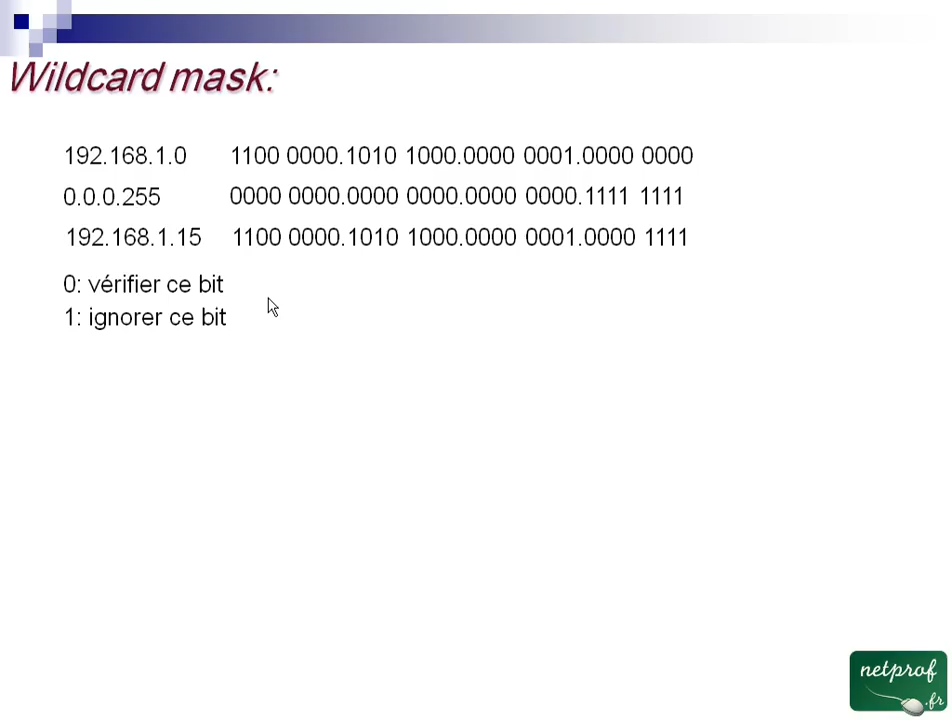 Wildcard mask:
192.168.1.0 1100 0000.1010 1000.0000 0001.0000 0000
0.0.0.255 0000 0000.0000 0000.0000 0000.1111 1111
192.168.1.15 1100 0000.1010 1000.0000 0001.0000 1111
0: vérifier ce bit
1: ignorer ce bit
netprof
.fr